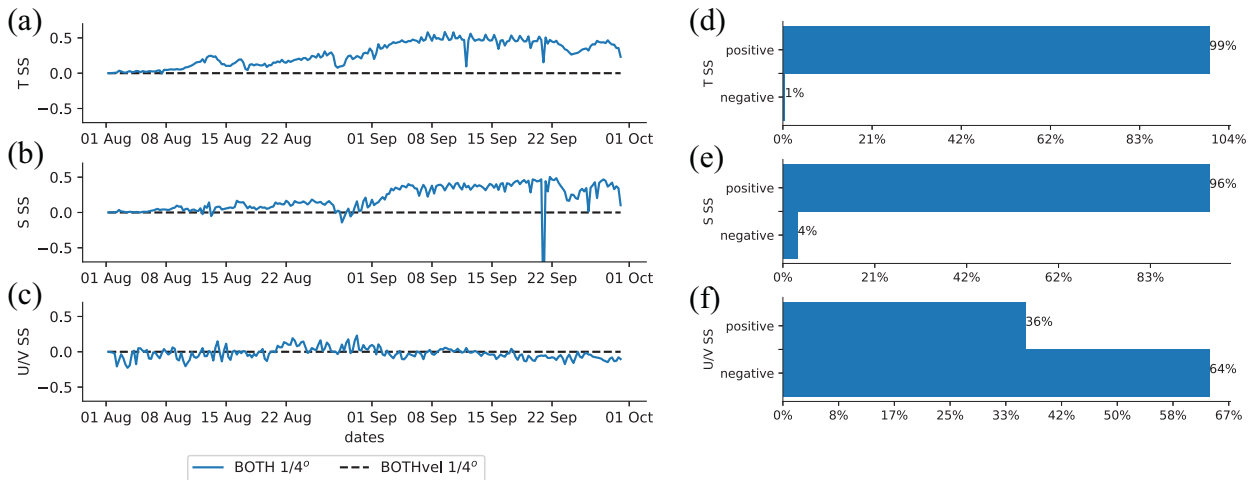 (a)
0.5
0.0
−0.5
T SS
01 Aug 08 Aug 15 Aug 22 Aug 01 Sep 08 Sep 15 Sep 22 Sep 01 Oct
(b)
0.5
0.0
−0.5
S SS
01 Aug 08 Aug 15 Aug 22 Aug 01 Sep 08 Sep 15 Sep 22 Sep 01 Oct
(c)
0.5
0.0
−0.5
U/V SS
01 Aug 08 Aug 15 Aug 22 Aug 01 Sep 08 Sep 15 Sep 22 Sep 01 Oct
dates
BOTH 1/4º BOTHvel 1/4º
(d)
positive 99%
T SS
negative 1%
0% 21% 42% 62% 83% 104%
(e)
positive 96%
S SS
negative 4%
0% 21% 42% 62% 83%
(f)
positive 36%
U/V SS
negative 64%
0% 8% 17% 25% 33% 42% 50% 58% 67%